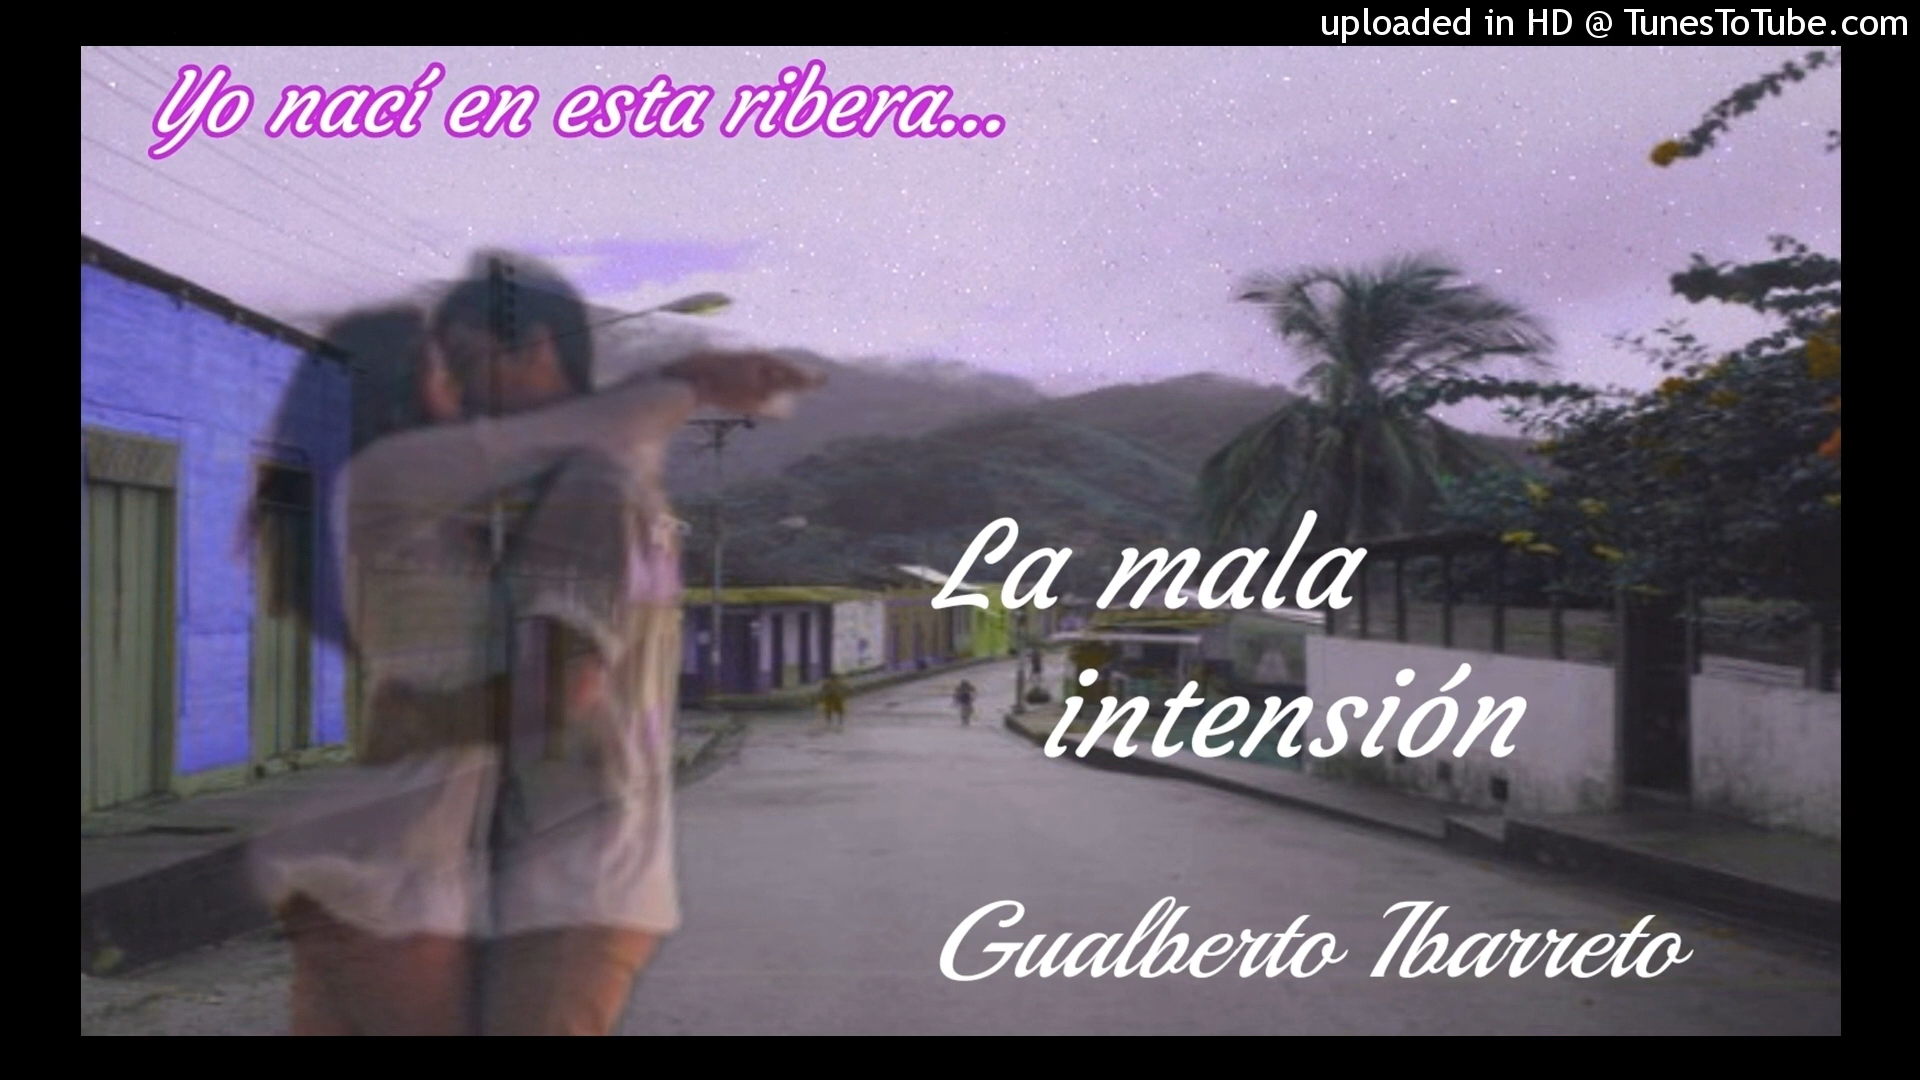 uploaded in HD @ TunesToTube.com
Yo nací en esta ribera...
La mala
intensión
Gualberto Ibarreto